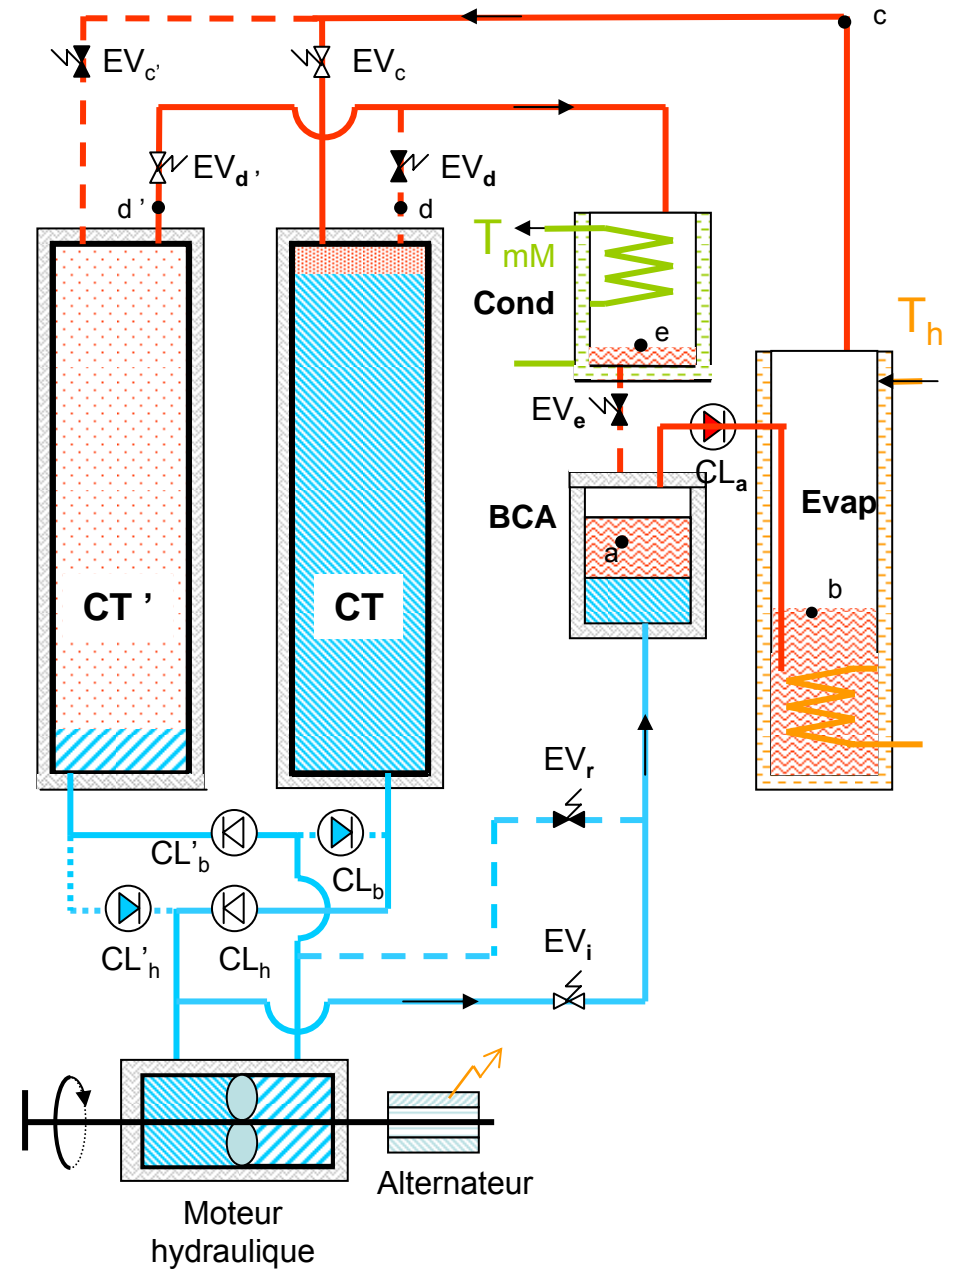 c
EVc'
EVc
EVd'
EVd
d'
d
TmM
Cond
e
Th
EVe
CLa
BCA
Evap
a
b
CT'
CT
EVr
CL'b
CLb
CL'h
CLh
EVi
Alternateur
Moteur
hydraulique